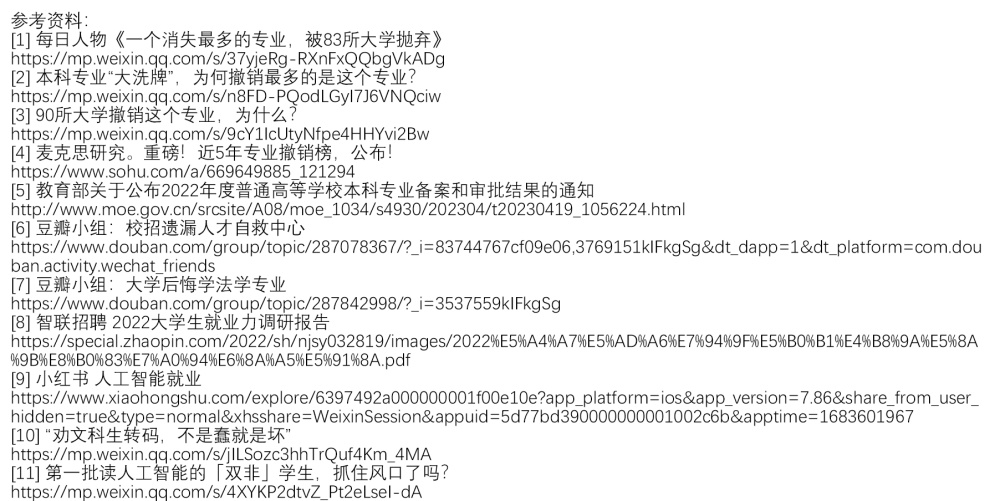 参考资料：
[1] 每日人物《一个消失最多的专业，被83所大学抛弃》
https://mp.weixin.qq.com/s/37yjeRg-RXnFxQQbgVkADg
[2] 本科专业“大洗牌”，为何撤销最多的是这个专业？
https://mp.weixin.qq.com/s/n8FD-PQodLGyI7J6VNQciw
[3] 90所大学撤销这个专业，为什么？
https://mp.weixin.qq.com/s/9cY1IcUtyNfpe4HHYvi2Bw
[4] 麦克思研究。重磅！近5年专业撤销榜，公布！
https://www.sohu.com/a/669649885_121294
[5] 教育部关于公布2022年度普通高等学校本科专业备案和审批结果的通知
http://www.moe.gov.cn/srcsite/A08/moe_1034/s4930/202304/t20230419_1056224.html
[6] 豆瓣小组：校招遗漏人才自救中心
https://www.douban.com/group/topic/287078367/?_i=83744767cf09e06,3769151kIFkgSg&dt_dapp=1&dt_platform=com.dou
ban.activity.wechat_friends
[7] 豆瓣小组：大学后悔学法学专业
https://www.douban.com/group/topic/287842998/?_i=3537559kIFkgSg
[8] 智联招聘 2022大学生就业力调研报告
https://special.zhaopin.com/2022/sh/njsy032819/images/2022%E5%A4%A7%E5%AD%A6%E7%94%9F%E5%B0%B1%E4%B8%9A%E5%8A
%9B%E8%B0%83%E7%A0%94%E6%8A%A5%E5%91%8A.pdf
[9] 小红书 人工智能就业
https://www.xiaohongshu.com/explore/6397492a000000001f00e10e?app_platform=ios&app_version=7.86&share_from_user_
hidden=true&type=normal&xhsshare=WeixinSession&appuid=5d77bd390000000001002c6b&apptime=1683601967
[10] “劝文科生转码，不是蠢就是坏”
https://mp.weixin.qq.com/s/jILSozc3hhTrQuf4Km_4MA
[11] 第一批读人工智能的「双非」学生，抓住风口了吗？
https://mp.weixin.qq.com/s/4XYKP2dtvZ_Pt2eLseI-dA